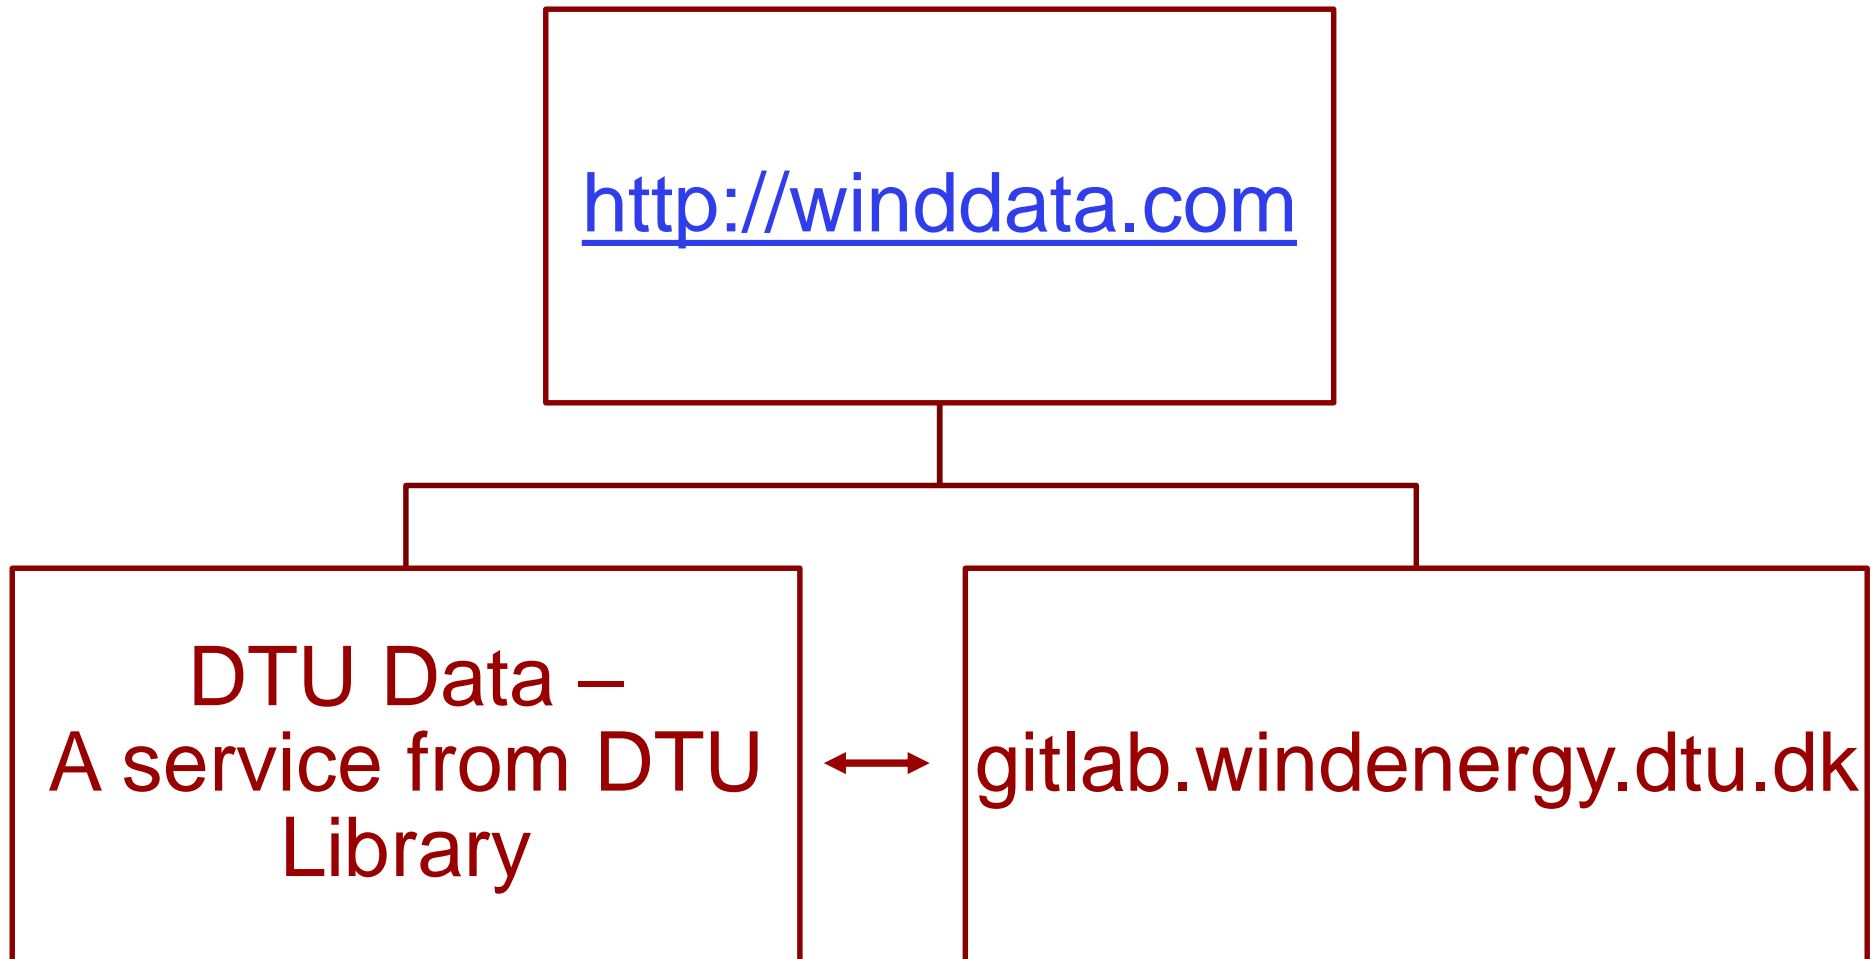 http://winddata.com
DTU Data –
A service from DTU
Library
gitlab.windenergy.dtu.dk